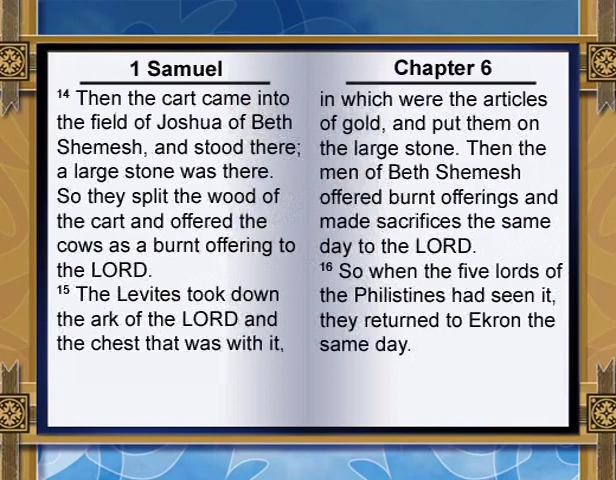 1 Samuel
14 Then the cart came into
the field of Joshua of Beth
Shemesh, and stood there;
a large stone was there.
So they split the wood of
the cart and offered the
cows as a burnt offering to
the LORD.
15 The Levites took down
the ark of the LORD and
the chest that was with it,
Chapter 6
in which were the articles
of gold, and put them on
the large stone. Then the
men of Beth Shemesh
offered burnt offerings and
made sacrifices the same
day to the LORD.
16 So when the five lords of
the Philistines had seen it,
they returned to Ekron the
same day.